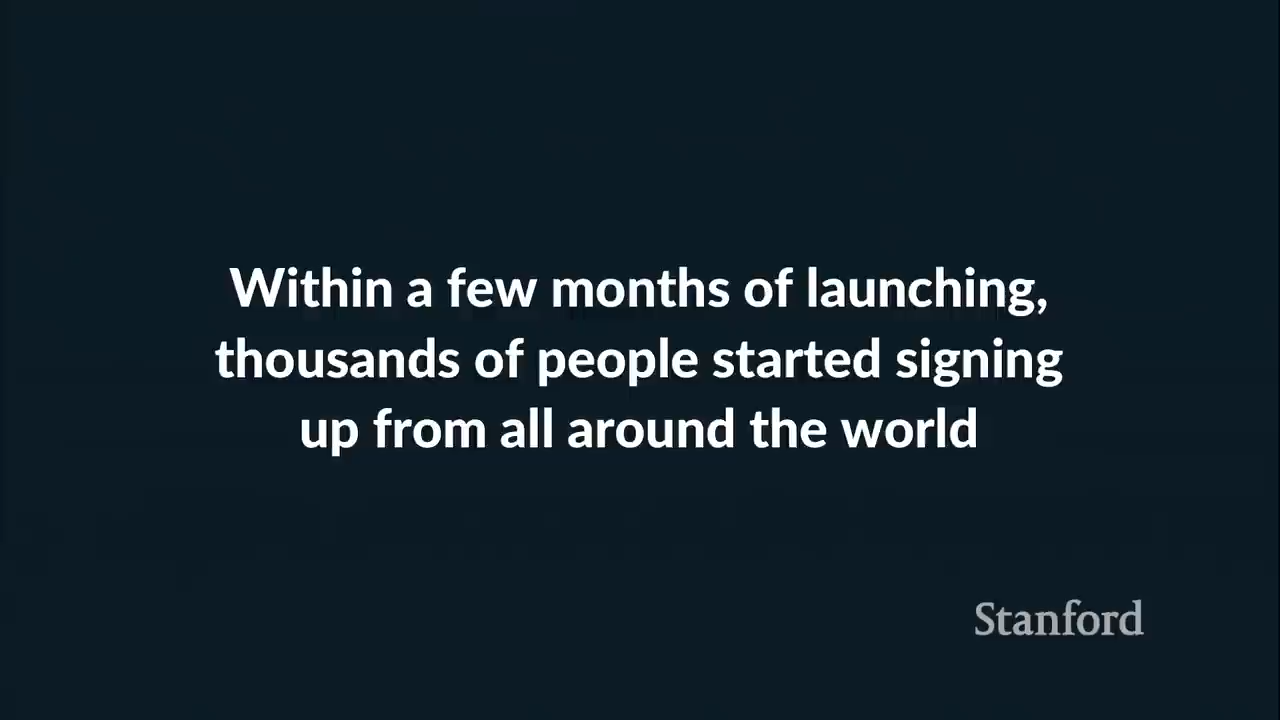 Within a few months of launching,
thousands of people started signing
up from all around the world
Stanford